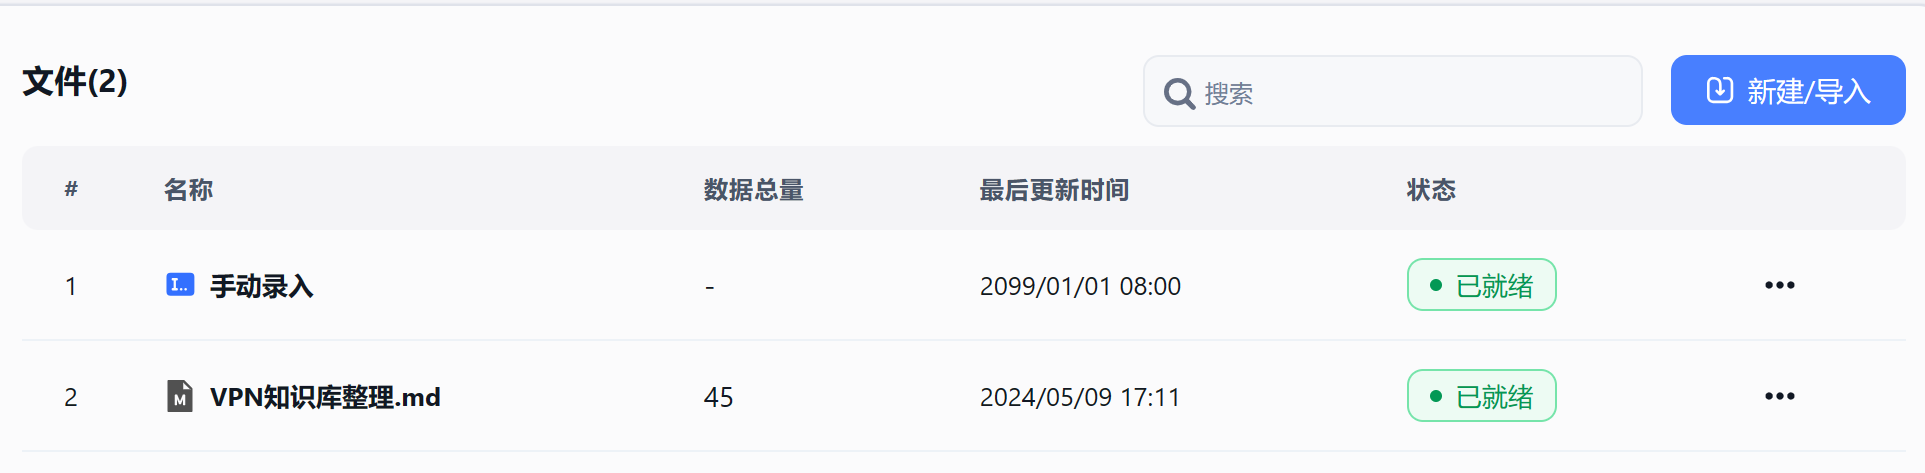 文件(2)
搜索
新建/导入
# 名称 数据总量 最后更新时间 状态
1 手动录入 - 2099/01/01 08:00 已就绪
2 VPN知识库整理.md 45 2024/05/09 17:11 已就绪